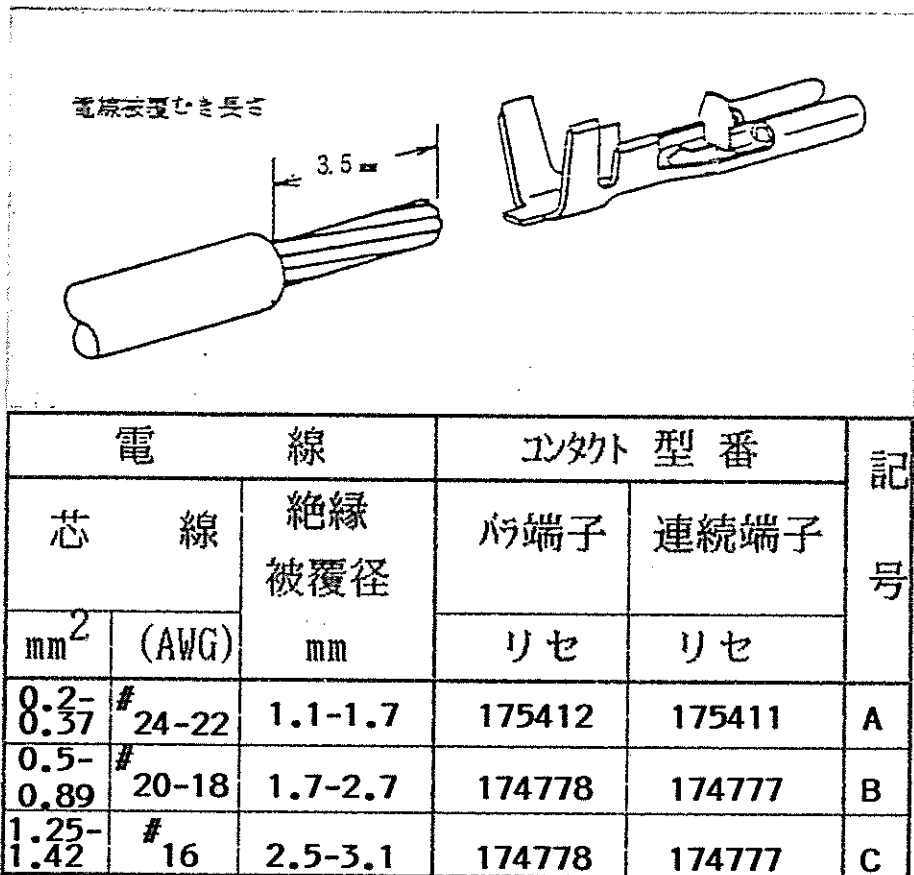 電線被覆むき長さ
3.5 mm
電線 コンタクト 型番 記号
芯線 絶縁被覆径 バラ端子 連続端子
mm2 (AWG) mm リセ リセ
0.2-0.37 #24-22 1.1-1.7 175412 175411 A
0.5-0.89 #20-18 1.7-2.7 174778 174777 B
1.25-1.42 #16 2.5-3.1 174778 174777 C